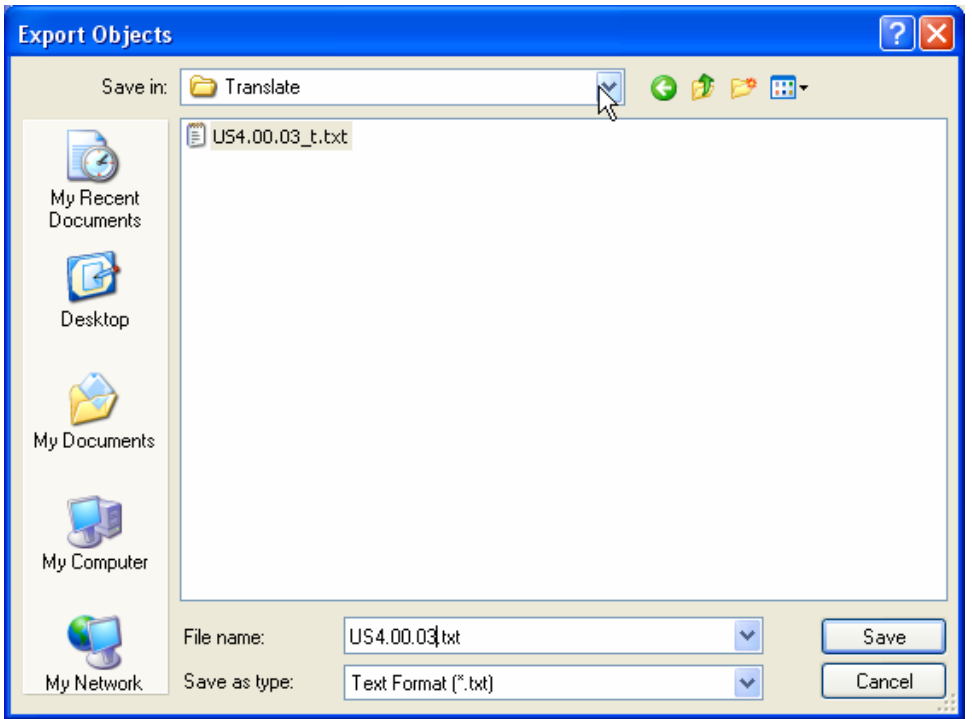 Export Objects
Save in:
Translate
US4.00.03_t.txt
My Recent
Documents
Desktop
My Documents
My Computer
My Network
File name:
US4.00.03.txt
Save
Save as type:
Text Format (*.txt)
Cancel